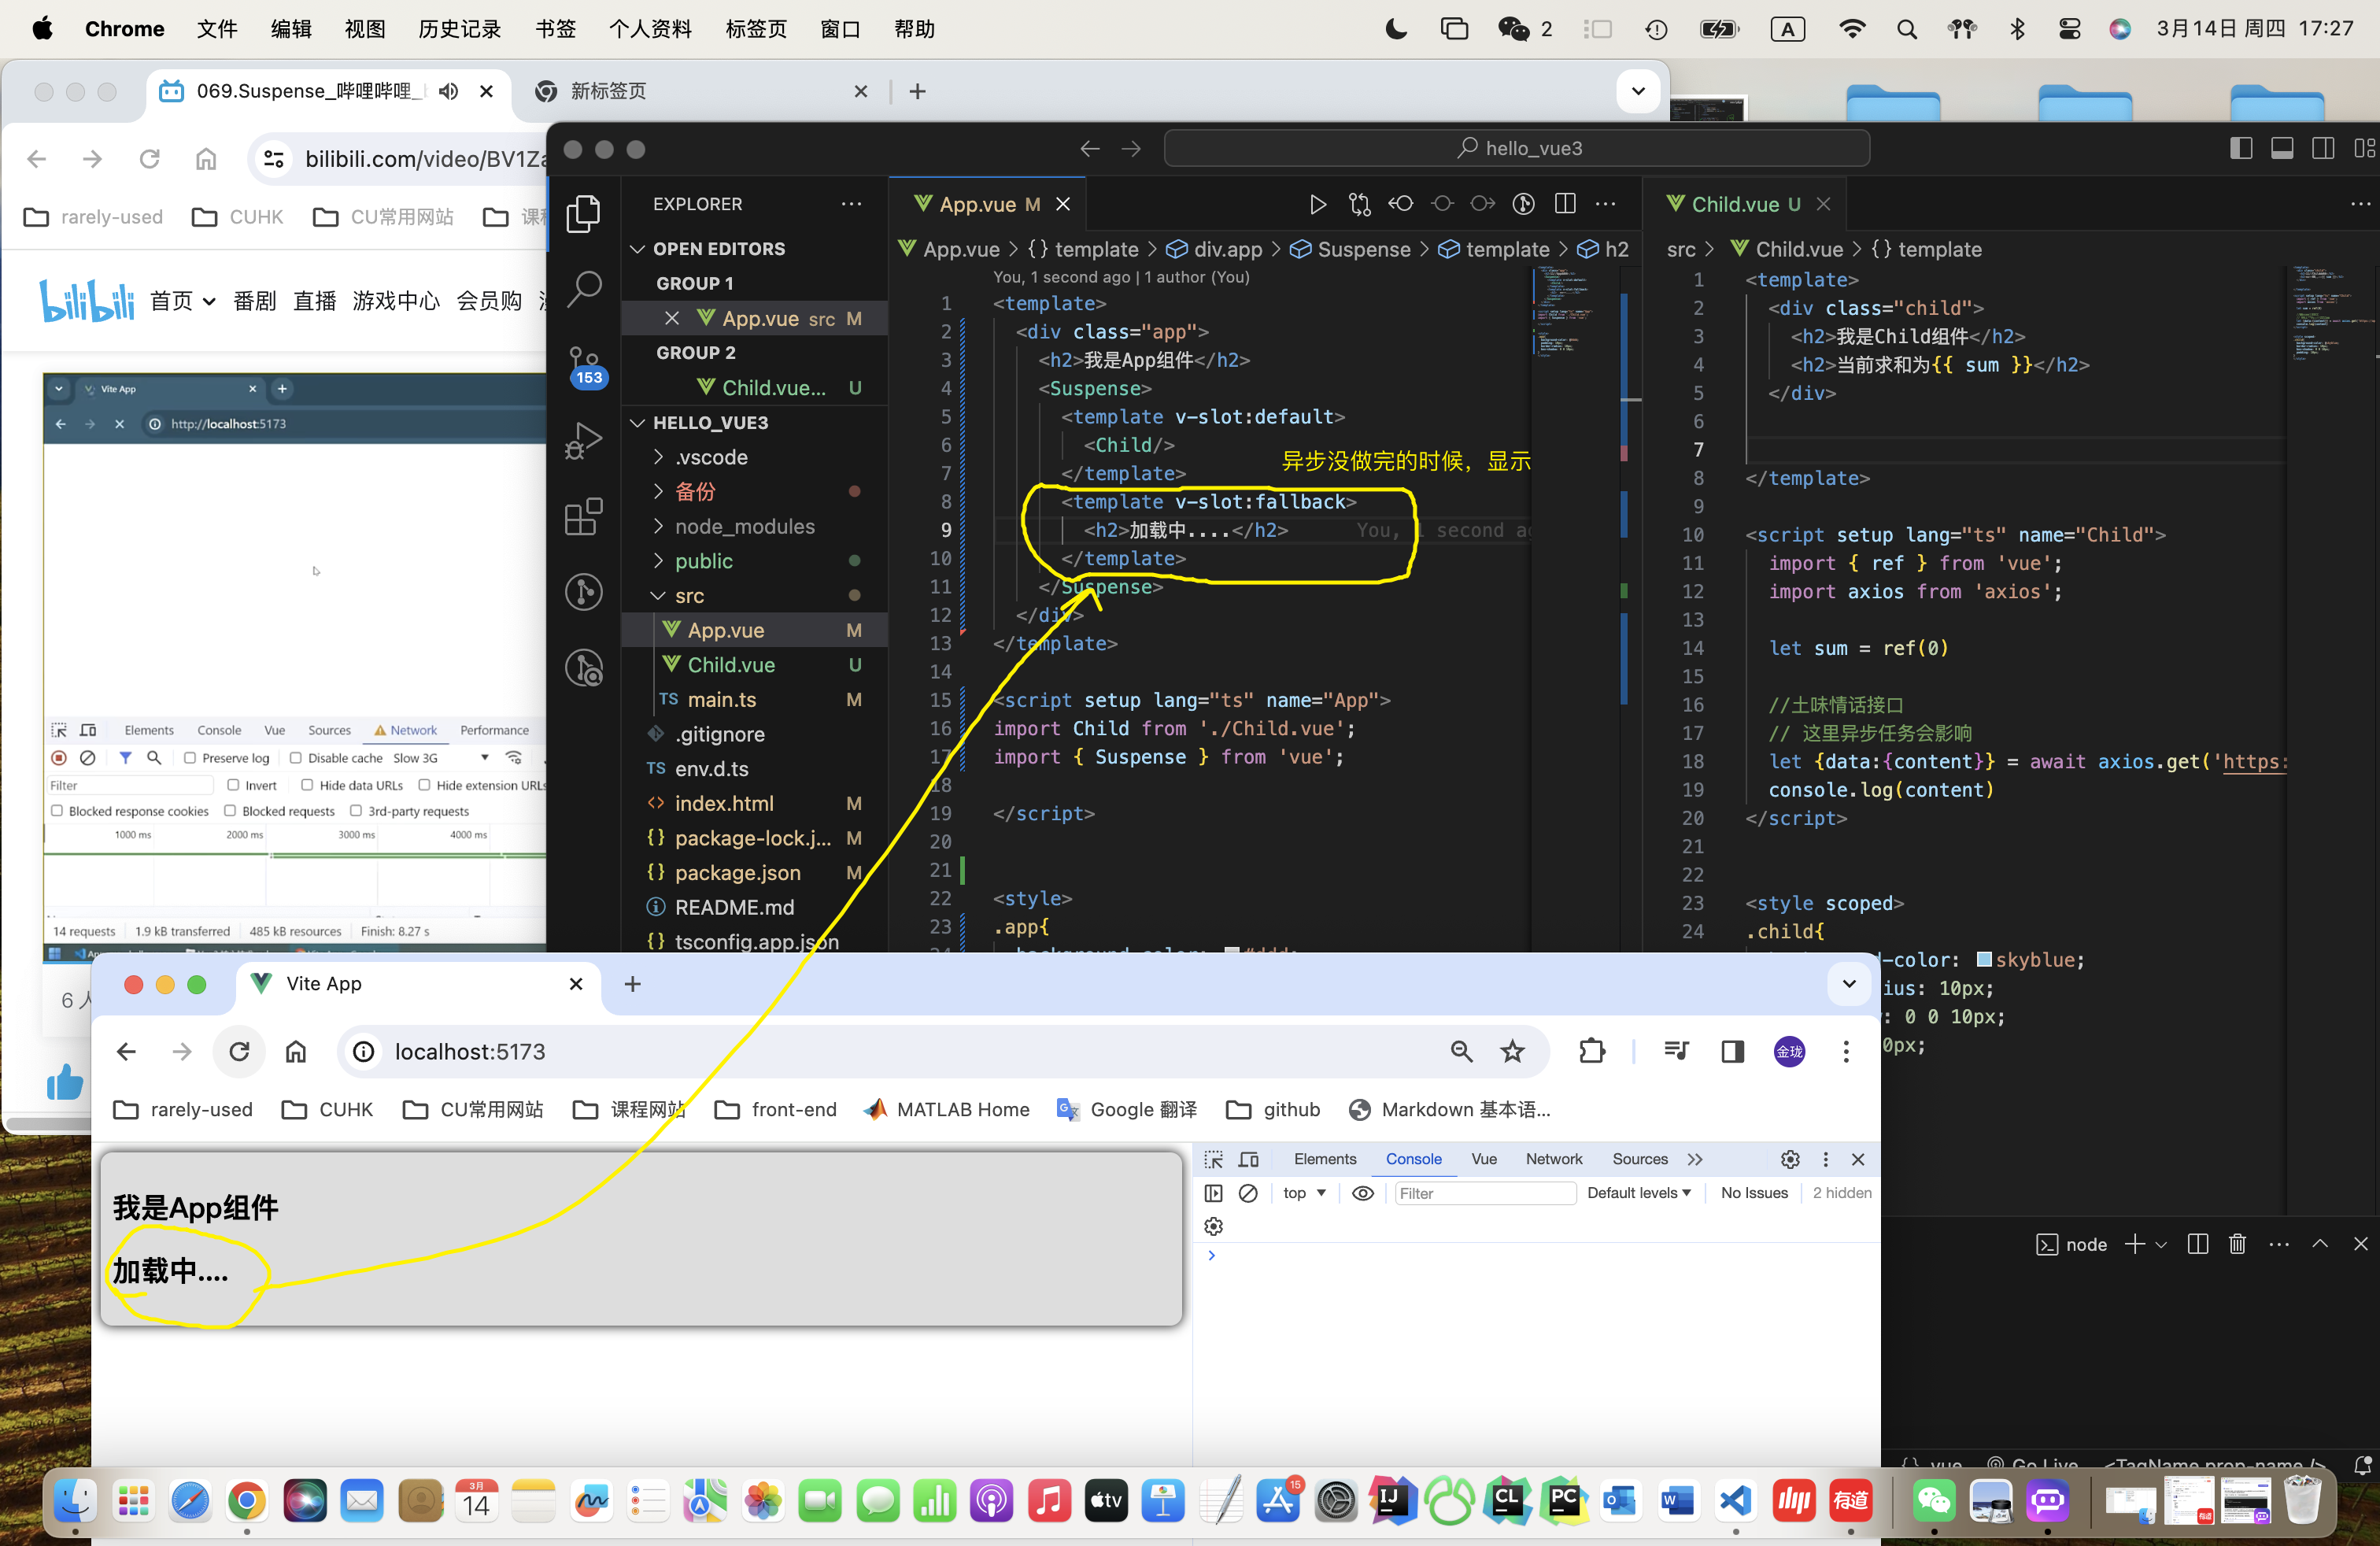 Chrome 文件 编辑 视图 历史记录 书签 个人资料 标签页 窗口 帮助 2 A 3月14日 周四 17:27
069.Suspense_哔哩哔哩_
新标签页
bilibili.com/video/BV1Za
rarely-used CUHK CU常用网站
bilibili 首页 番剧 直播 游戏中心 会员购
Vite App
http://localhost:5173
Elements Console Vue Sources Network Performance
Preserve log Disable cache Slow 3G
Filter Invert Hide data URLs Hide extension URLs
Blocked response cookies Blocked requests 3rd-party requests
1000 ms 2000 ms 3000 ms 4000 ms
14 requests 1.9 kB transferred 485 kB resources Finish: 8.27 s
hello_vue3
EXPLORER
OPEN EDITORS
GROUP 1
App.vue src M
GROUP 2
Child.vue... U
153
HELLO_VUE3
.vscode
备份
node_modules
public
src
App.vue M
Child.vue U
TS main.ts M
.gitignore
TS env.d.ts
index.html M
{} package-lock.j... M
{} package.json M
README.md
{} tsconfig.app.json
App.vue M
App.vue > {} template > div.app > Suspense > template > h2
You, 1 second ago | 1 author (You)
1 <template>
2 <div class="app">
3 <h2>我是App组件</h2>
4 <Suspense>
5 <template v-slot:default>
6 <Child/>
异步没做完的时候，显示
7 </template>
8 <template v-slot:fallback>
9 <h2>加载中....</h2> You, 1 second ag
10 </template>
11 </Suspense>
12 </div>
13 </template>
14
15 <script setup lang="ts" name="App">
16 import Child from './Child.vue';
17 import { Suspense } from 'vue';
18
19 </script>
20
21
22 <style>
23 .app{
24 background-color: #ddd;
Child.vue U
src > Child.vue > {} template
1 <template>
2 <div class="child">
3 <h2>我是Child组件</h2>
4 <h2>当前求和为{{ sum }}</h2>
5 </div>
6
7
8 </template>
9
10 <script setup lang="ts" name="Child">
11 import { ref } from 'vue';
12 import axios from 'axios';
13
14 let sum = ref(0)
15
16 //土味情话接口
17 // 这里异步任务会影响
18 let {data:{content}} = await axios.get('https:
19 console.log(content)
20 </script>
21
22
23 <style scoped>
24 .child{
d-color: skyblue;
ius: 10px;
: 0 0 10px;
0px;
node
Vite App
localhost:5173
金珑
rarely-used CUHK CU常用网站 课程网站 front-end MATLAB Home Google 翻译 github Markdown 基本语...
我是App组件
加载中....
Elements Console Vue Network Sources
top Filter Default levels No Issues 2 hidden
vue Go Live <TagName prop-name />
3月
14
tv
15
IJ
CL
PC
W
有道